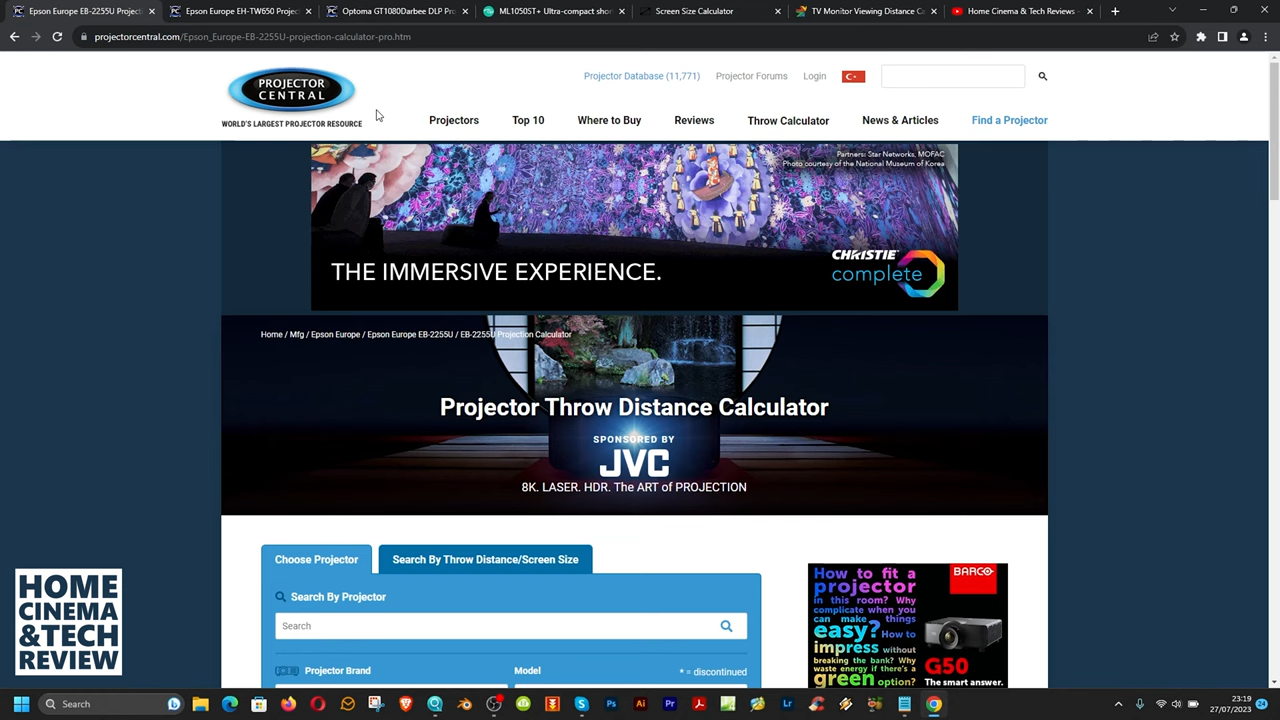 Epson Europe EB-2255U Project
Epson Europe EH-TW650 Project
Optoma GT1080Darbee DLP Pro
ML1050ST+ Ultra-compact shor
Screen Size Calculator
TV Monitor Viewing Distance C
Home Cinema & Tech Reviews
projectorcentral.com/Epson_Europe-EB-2255U-projection-calculator-pro.htm
PROJECTOR
CENTRAL
WORLD'S LARGEST PROJECTOR RESOURCE
Projector Database (11,771)
Projector Forums
Login
Projectors
Top 10
Where to Buy
Reviews
Throw Calculator
News & Articles
Find a Projector
Partners: Star Networks, MOFAC
Photo courtesy of the National Museum of Korea
THE IMMERSIVE EXPERIENCE.
CHRISTIE
complete
Home / Mfg / Epson Europe / Epson Europe EB-2255U / EB-2255U Projection Calculator
Projector Throw Distance Calculator
SPONSORED BY
JVC
8K. LASER. HDR. The ART of PROJECTION
Choose Projector
Search By Throw Distance/Screen Size
Search By Projector
Search
Projector Brand
Model
* = discontinued
How to fit a
projector
in this room? Why
complicate when you
can make things
easy? How to
impress without
breaking the bank? Why
waste energy if there's a
green option?
BARCO
G50
The smart answer.
HOME
CINEMA
&TECH
REVIEW
Search
23:19
27/07/2023
24